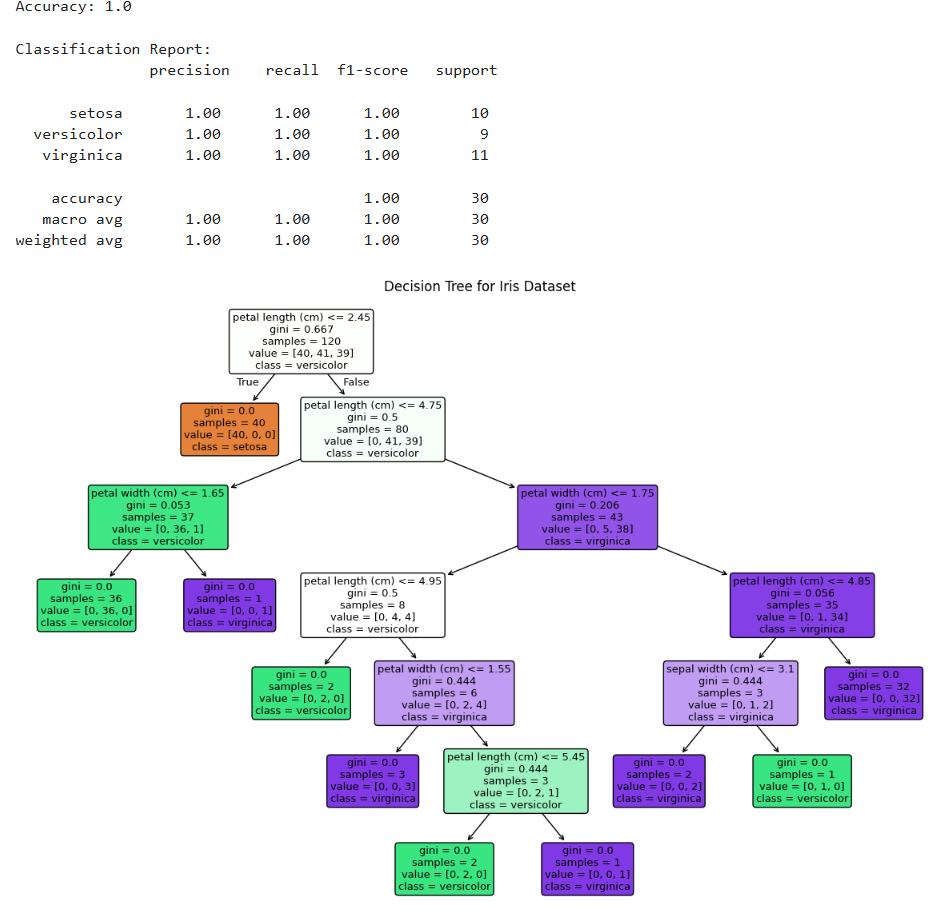 Accuracy: 1.0
Classification Report:
precision recall f1-score support
setosa 1.00 1.00 1.00 10
versicolor 1.00 1.00 1.00 9
virginica 1.00 1.00 1.00 11
accuracy 1.00 30
macro avg 1.00 1.00 1.00 30
weighted avg 1.00 1.00 1.00 30
Decision Tree for Iris Dataset
petal length (cm) <= 2.45
gini = 0.667
samples = 120
value = [40, 41, 39]
class = versicolor
True
False
gini = 0.0
samples = 40
value = [40, 0, 0]
class = setosa
petal length (cm) <= 4.75
gini = 0.5
samples = 80
value = [0, 41, 39]
class = versicolor
petal width (cm) <= 1.65
gini = 0.053
samples = 37
value = [0, 36, 1]
class = versicolor
petal width (cm) <= 1.75
gini = 0.206
samples = 43
value = [0, 5, 38]
class = virginica
gini = 0.0
samples = 36
value = [0, 36, 0]
class = versicolor
gini = 0.0
samples = 1
value = [0, 0, 1]
class = virginica
petal length (cm) <= 4.95
gini = 0.5
samples = 8
value = [0, 4, 4]
class = versicolor
petal length (cm) <= 4.85
gini = 0.056
samples = 35
value = [0, 1, 34]
class = virginica
gini = 0.0
samples = 2
value = [0, 2, 0]
class = versicolor
petal width (cm) <= 1.55
gini = 0.444
samples = 6
value = [0, 2, 4]
class = virginica
sepal width (cm) <= 3.1
gini = 0.444
samples = 3
value = [0, 1, 2]
class = virginica
gini = 0.0
samples = 32
value = [0, 0, 32]
class = virginica
gini = 0.0
samples = 3
value = [0, 0, 3]
class = virginica
petal length (cm) <= 5.45
gini = 0.444
samples = 3
value = [0, 2, 1]
class = versicolor
gini = 0.0
samples = 2
value = [0, 0, 2]
class = virginica
gini = 0.0
samples = 1
value = [0, 1, 0]
class = versicolor
gini = 0.0
samples = 2
value = [0, 2, 0]
class = versicolor
gini = 0.0
samples = 1
value = [0, 0, 1]
class = virginica